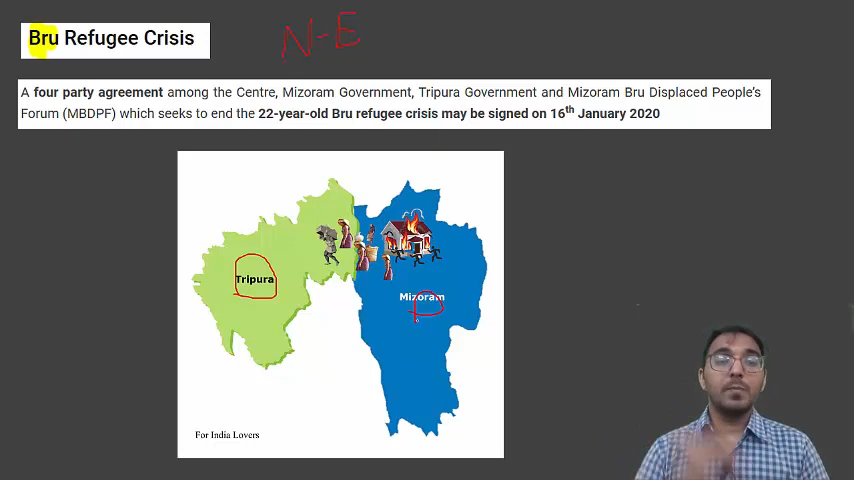 Bru Refugee Crisis
N-E
A four party agreement among the Centre, Mizoram Government, Tripura Government and Mizoram Bru Displaced People's
Forum (MBDPF) which seeks to end the 22-year-old Bru refugee crisis may be signed on 16th January 2020
Tripura
Mizoram
For India Lovers